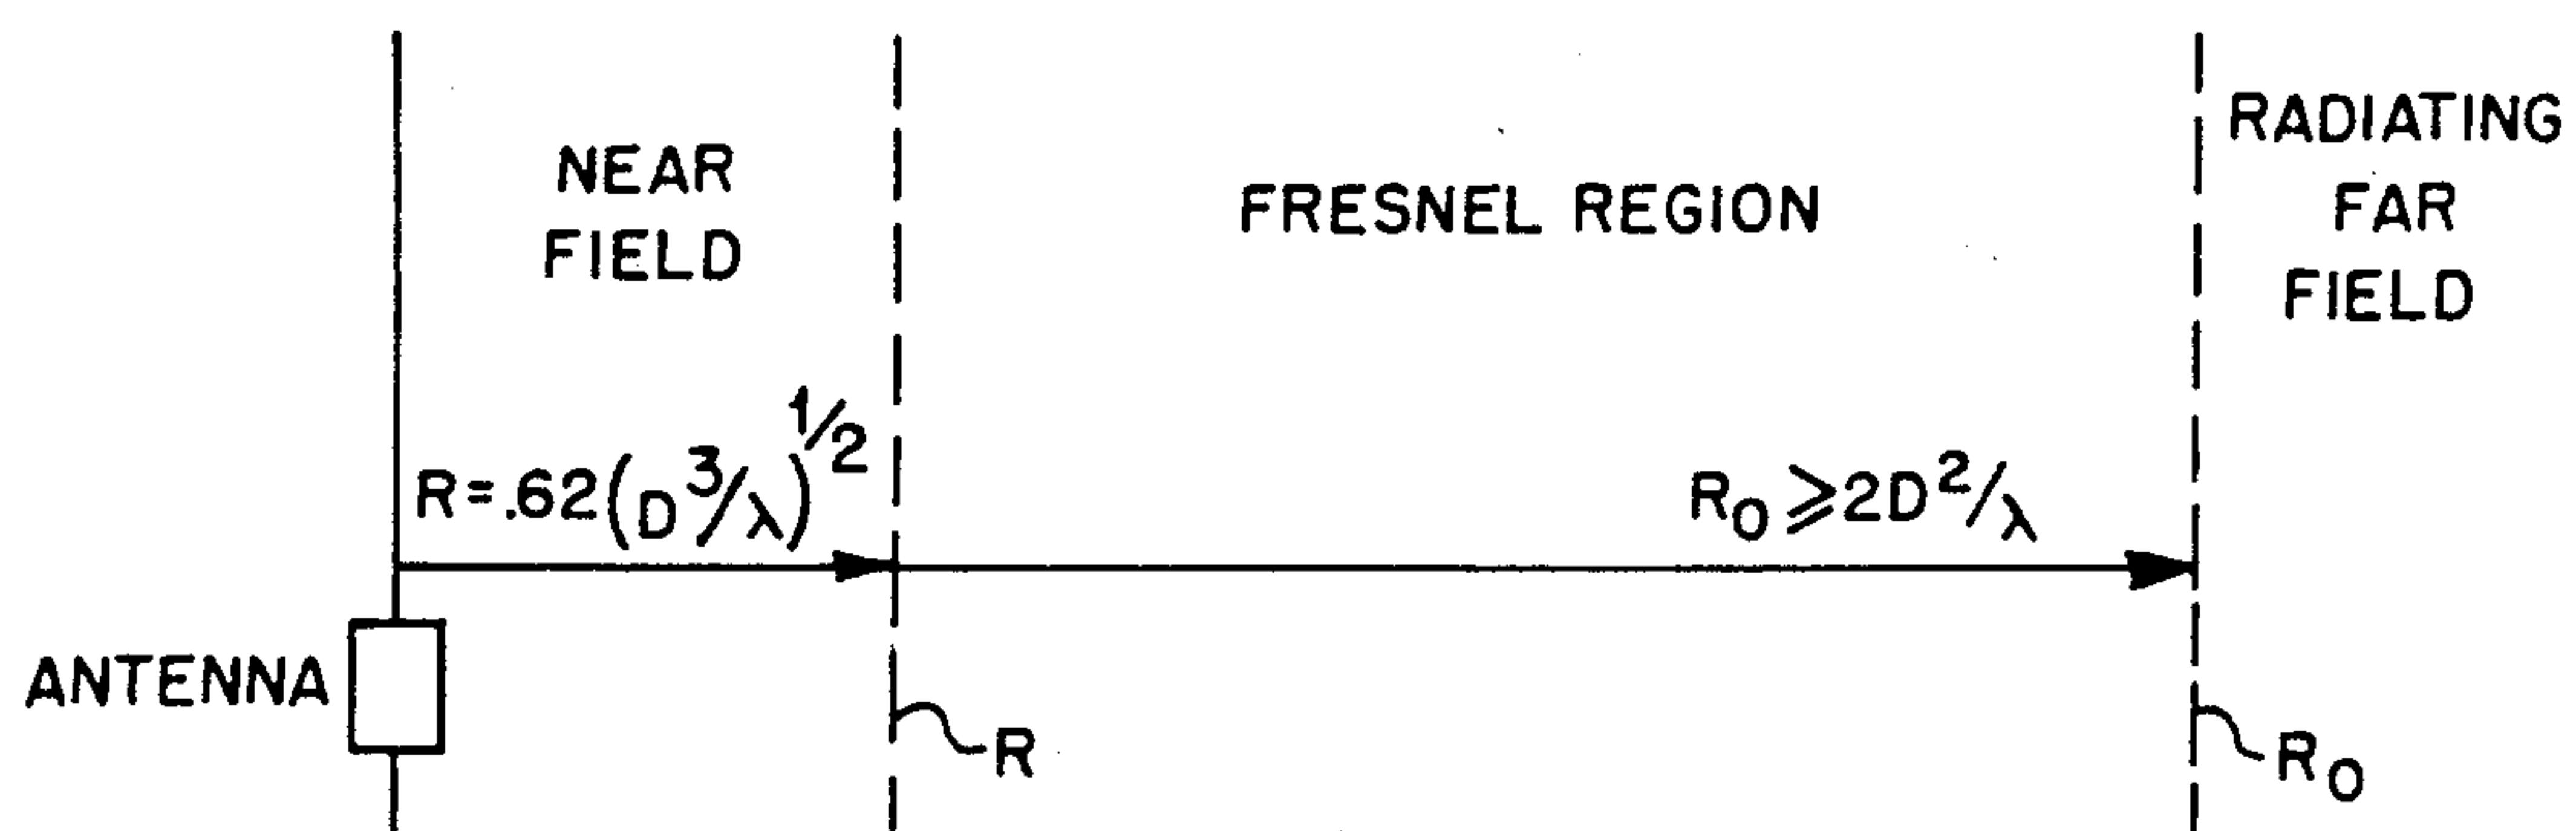 NEAR
FIELD
FRESNEL REGION
RADIATING
FAR
FIELD
R=.62(D³/λ)^1/2
R₀ ⩾ 2D²/λ
ANTENNA
R
R₀